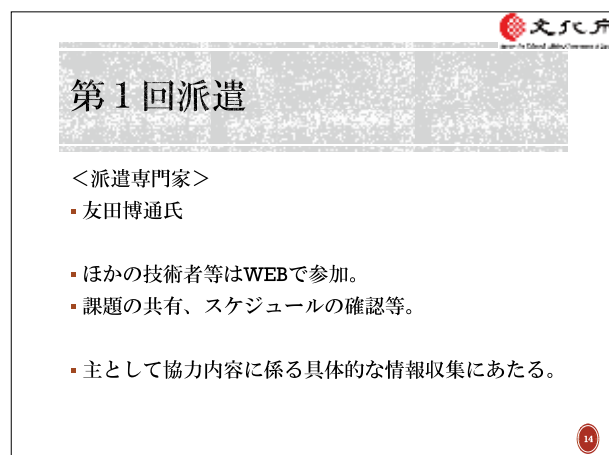 文化庁
第１回派遣
＜派遣専門家＞
▪ 友田博通氏
▪ ほかの技術者等はWEBで参加。
▪ 課題の共有、スケジュールの確認等。
▪ 主として協力内容に係る具体的な情報収集にあたる。
14